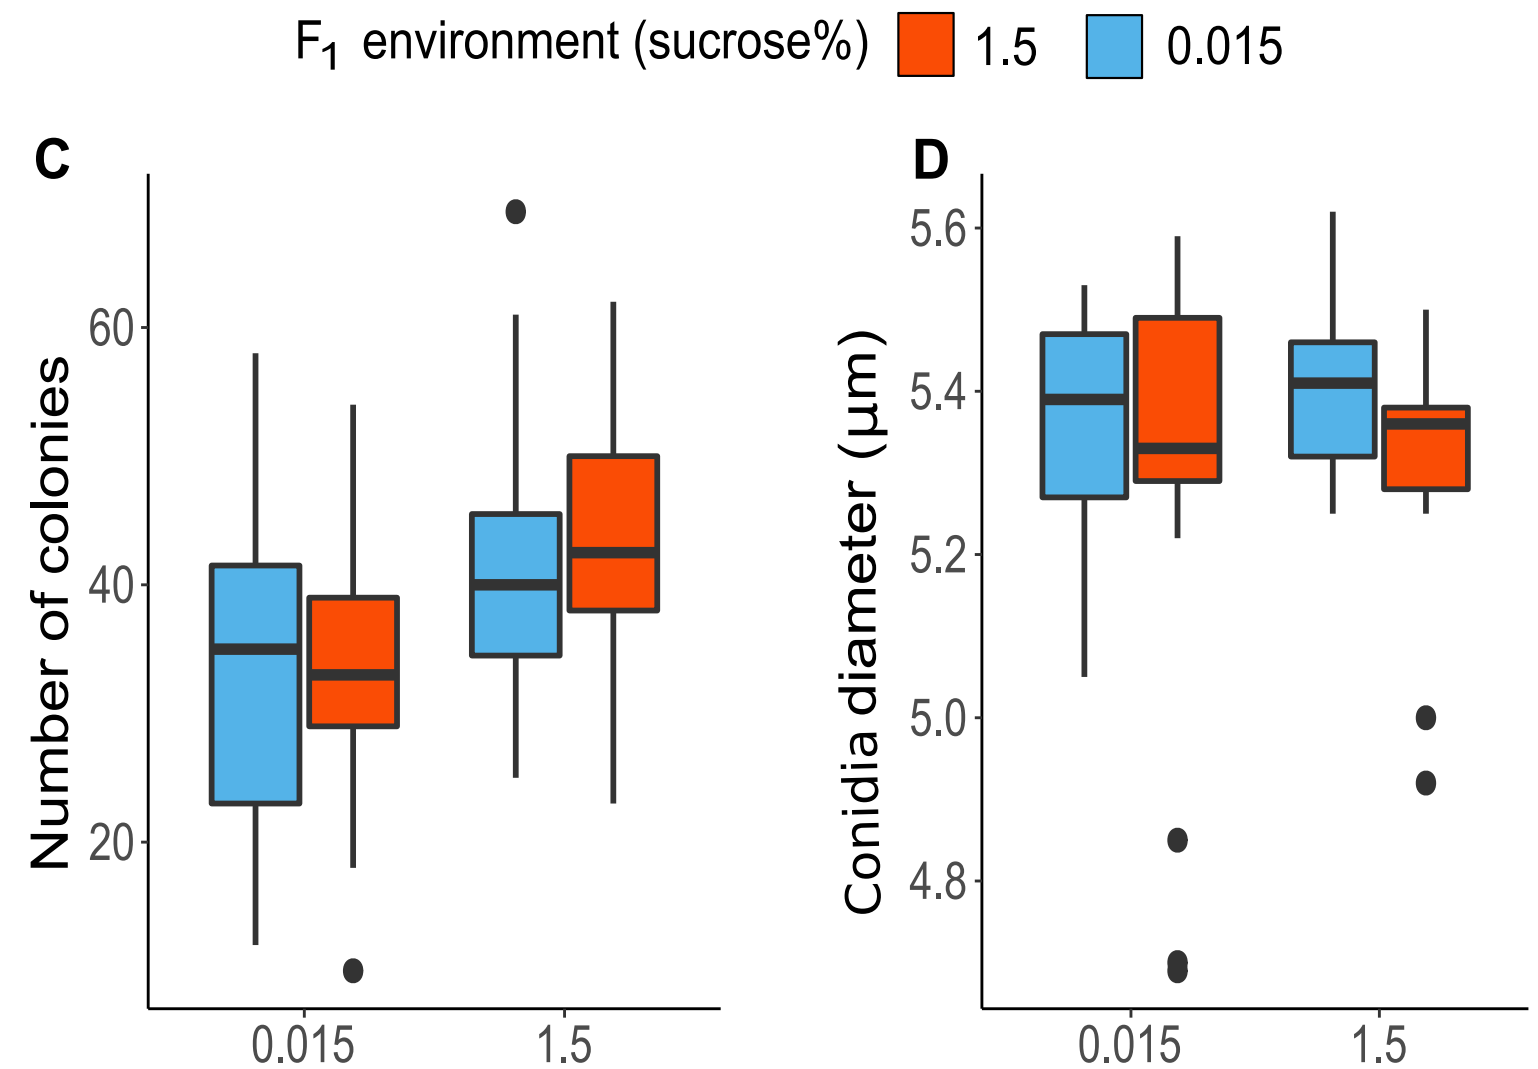 F1 environment (sucrose%) 1.5 0.015
C
Number of colonies
60
40
20
0.015 1.5
D
Conidia diameter (µm)
5.6
5.4
5.2
5.0
4.8
0.015 1.5